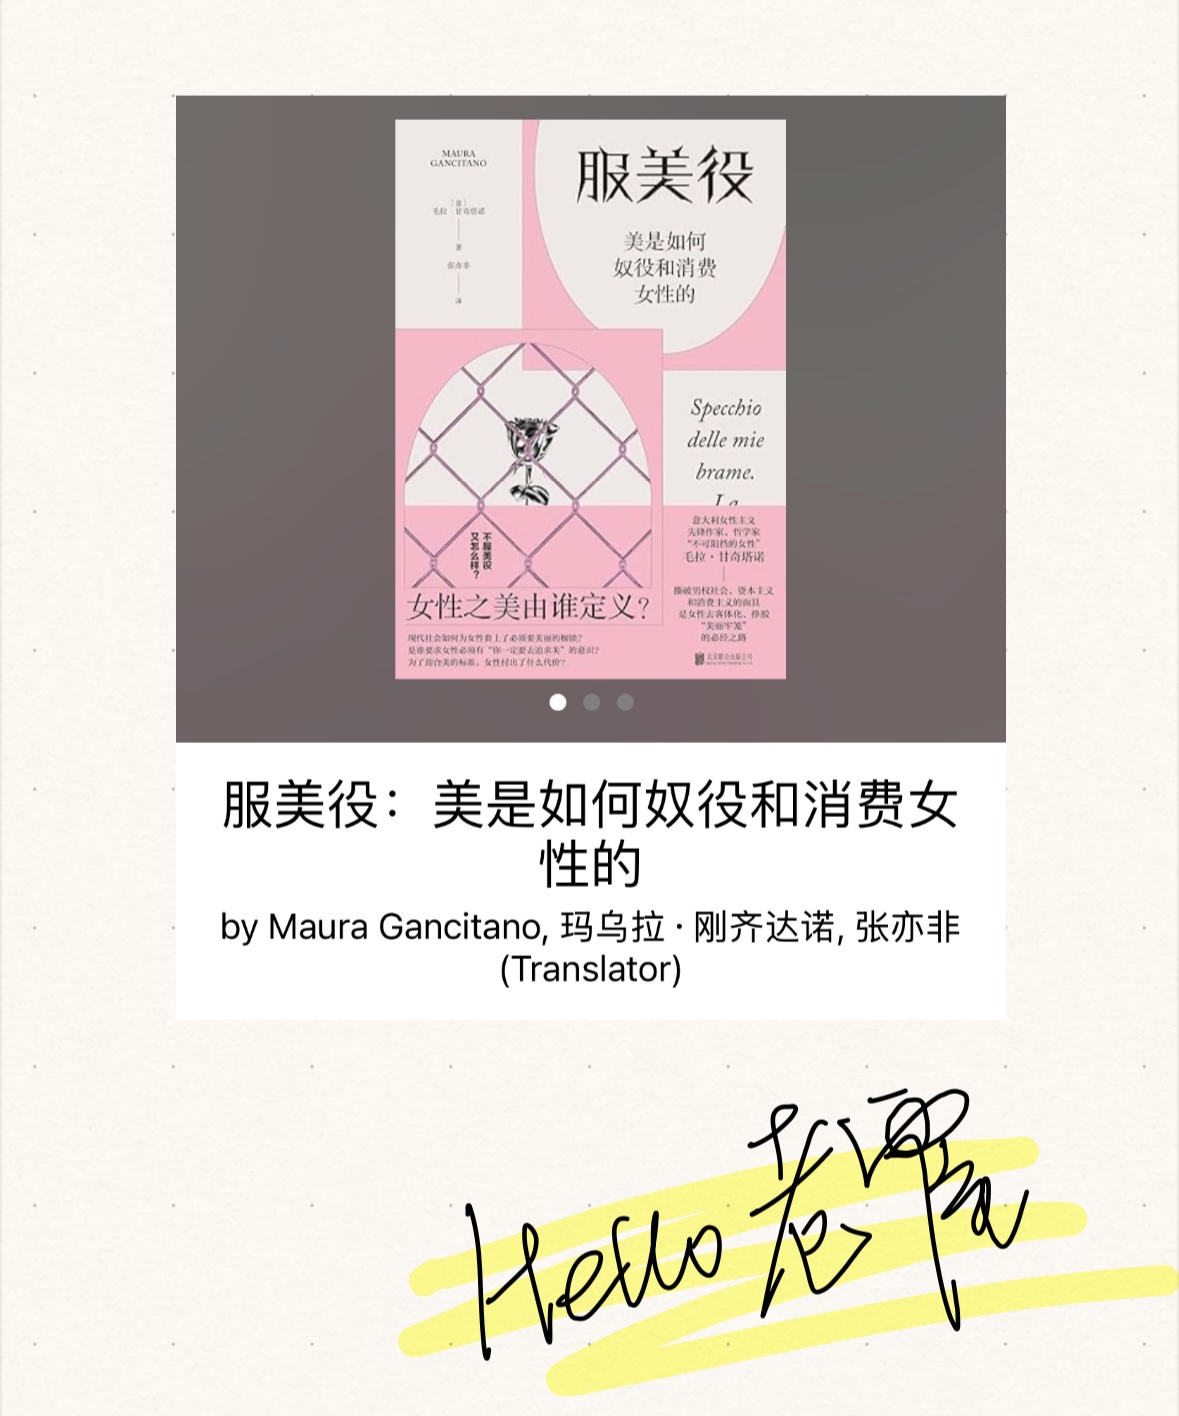 MAURA
GANCITANO
［意］
毛拉·甘奇塔诺
著
张亦非
译
服美役
美是如何
奴役和消费
女性的
Specchio
delle mie
brame.
La
不服美役
又怎么样？
女性之美由谁定义？
现代社会如何为女性套上了必须要美丽的枷锁？
是谁要求女性必须有“你一定要去追求美”的意识？
为了迎合美的标准，女性付出了什么代价？
意大利女性主义
先锋作家、哲学家
“不可阻挡的女性”
毛拉·甘奇塔诺
撕破男权社会、资本主义
和消费主义的面具
是女性去客体化、挣脱
“美丽牢笼”
的必经之路
北京联合出版公司
服美役：美是如何奴役和消费女
性的
by Maura Gancitano, 玛乌拉·刚齐达诺, 张亦非
(Translator)
Hello 老